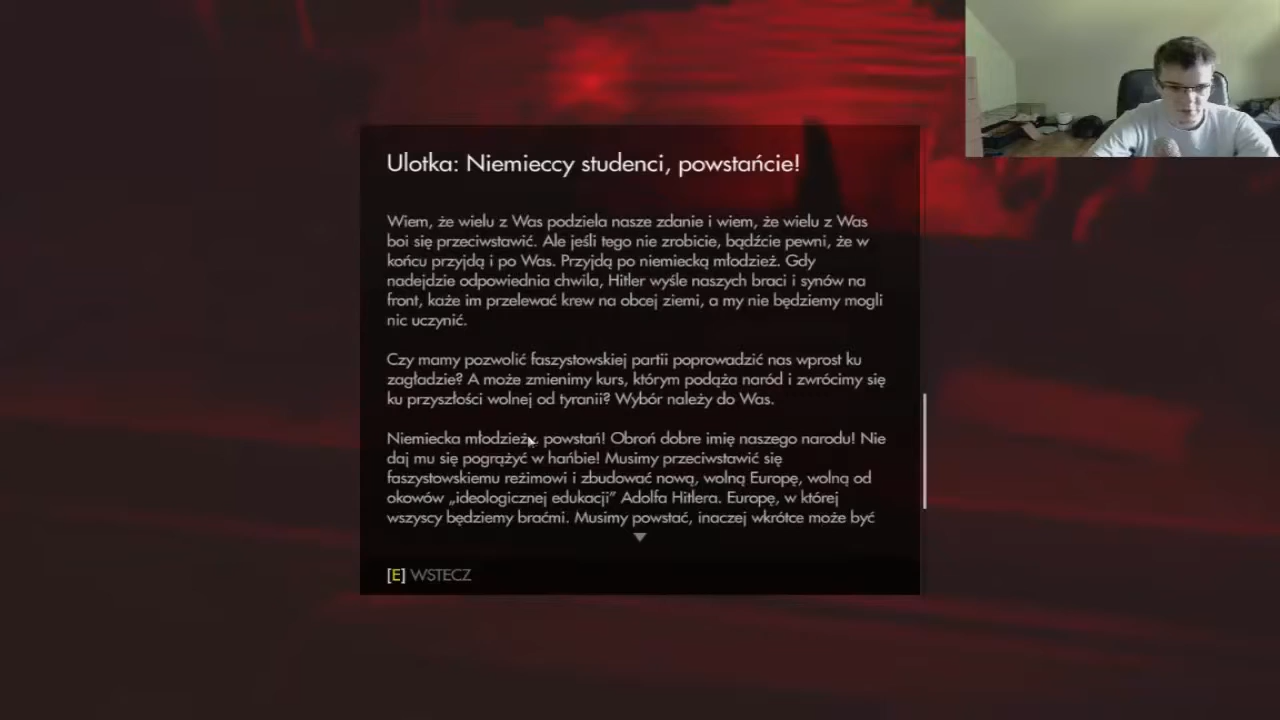 Ulotka: Niemieccy studenci, powstańcie!
Wiem, że wielu z Was podziela nasze zdanie i wiem, że wielu z Was
boi się przeciwstawić. Ale jeśli tego nie zrobicie, bądźcie pewni, że w
końcu przyjdą i po Was. Przyjdą po niemiecką młodzież. Gdy
nadejdzie odpowiednia chwila, Hitler wyśle naszych braci i synów na
front, każe im przelewać krew na obcej ziemi, a my nie będziemy mogli
nic uczynić.
Czy mamy pozwolić faszystowskiej partii poprowadzić nas wprost ku
zagładzie? A może zmienimy kurs, którym podąża naród i zwrócimy się
ku przyszłości wolnej od tyranii? Wybór należy do Was.
Niemiecka młodzieży, powstań! Obroń dobre imię naszego narodu! Nie
daj mu się pogrążyć w hańbie! Musimy przeciwstawić się
faszystowskiemu reżimowi i zbudować nową, wolną Europę, wolną od
okowów „ideologicznej edukacji” Adolfa Hitlera. Europę, w której
wszyscy będziemy braćmi. Musimy powstać, inaczej wkrótce może być
[E] WSTECZ